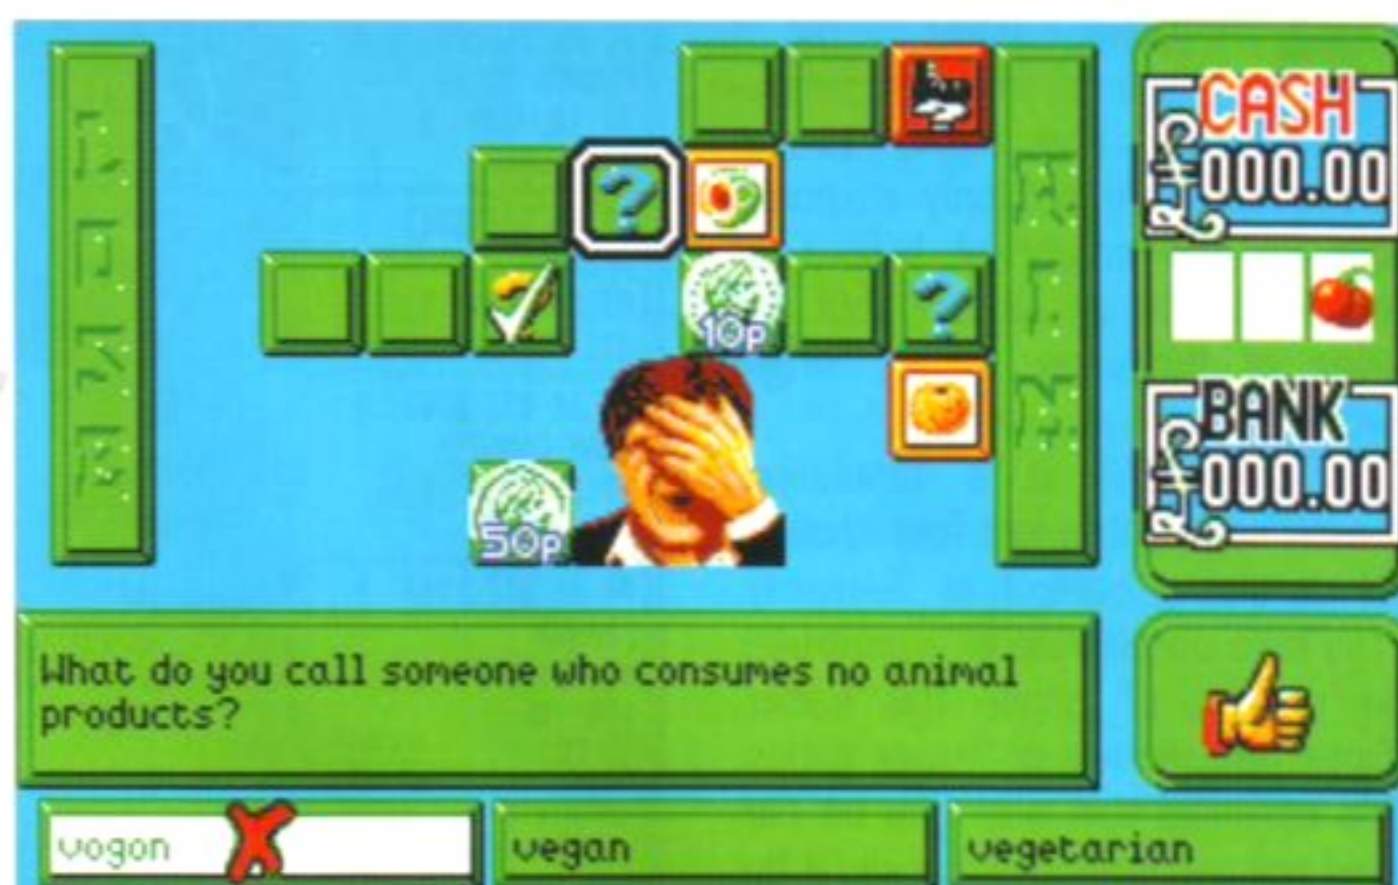 CASH
000.00
10p
BANK
000.00
50p
What do you call someone who consumes no animal
products?
vogon
vegan
vegetarian